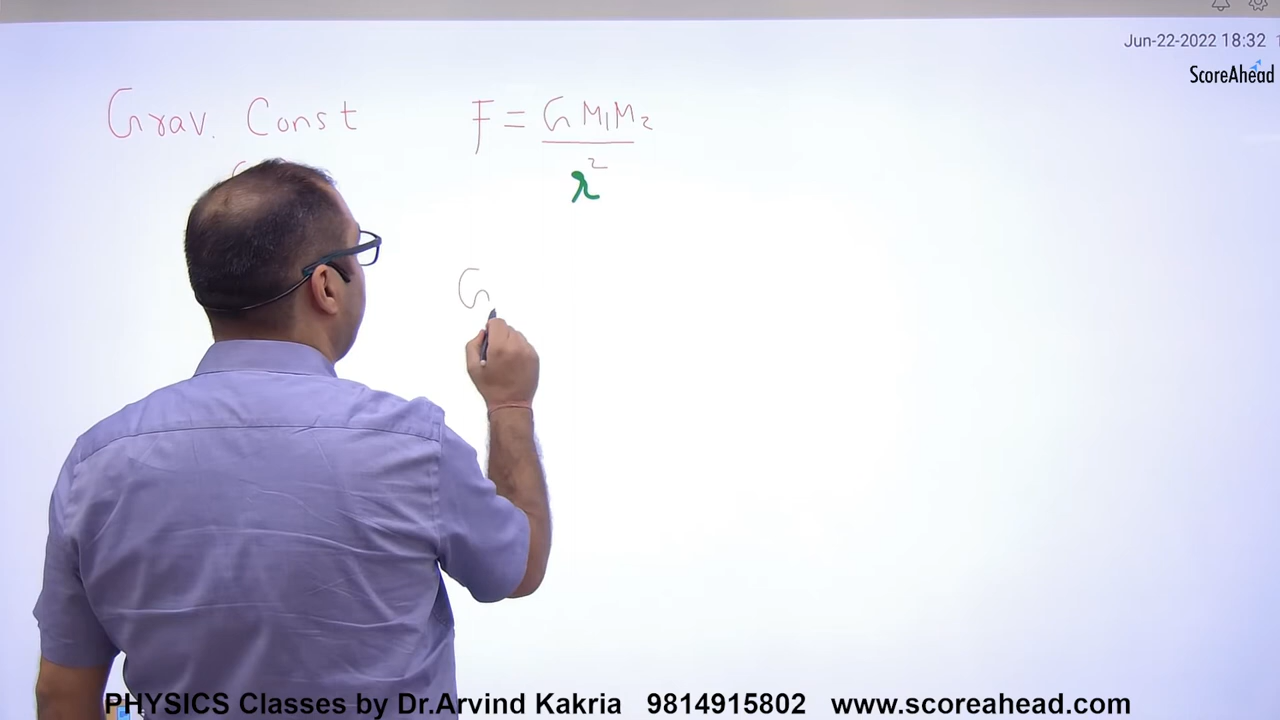 Jun-22-2022 18:32
ScoreAhead
Grav. Const F = G M₁M₂
r²
G
PHYSICS Classes by Dr.Arvind Kakria 9814915802 www.scoreahead.com